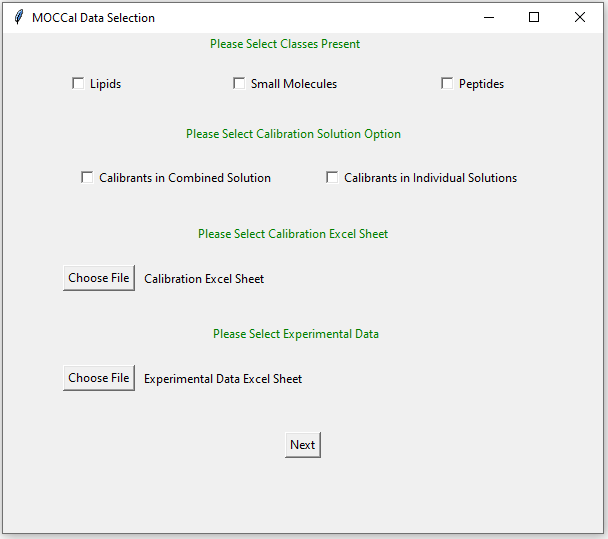 MOCCal Data Selection
Please Select Classes Present
Lipids Small Molecules Peptides
Please Select Calibration Solution Option
Calibrants in Combined Solution Calibrants in Individual Solutions
Please Select Calibration Excel Sheet
Choose File Calibration Excel Sheet
Please Select Experimental Data
Choose File Experimental Data Excel Sheet
Next